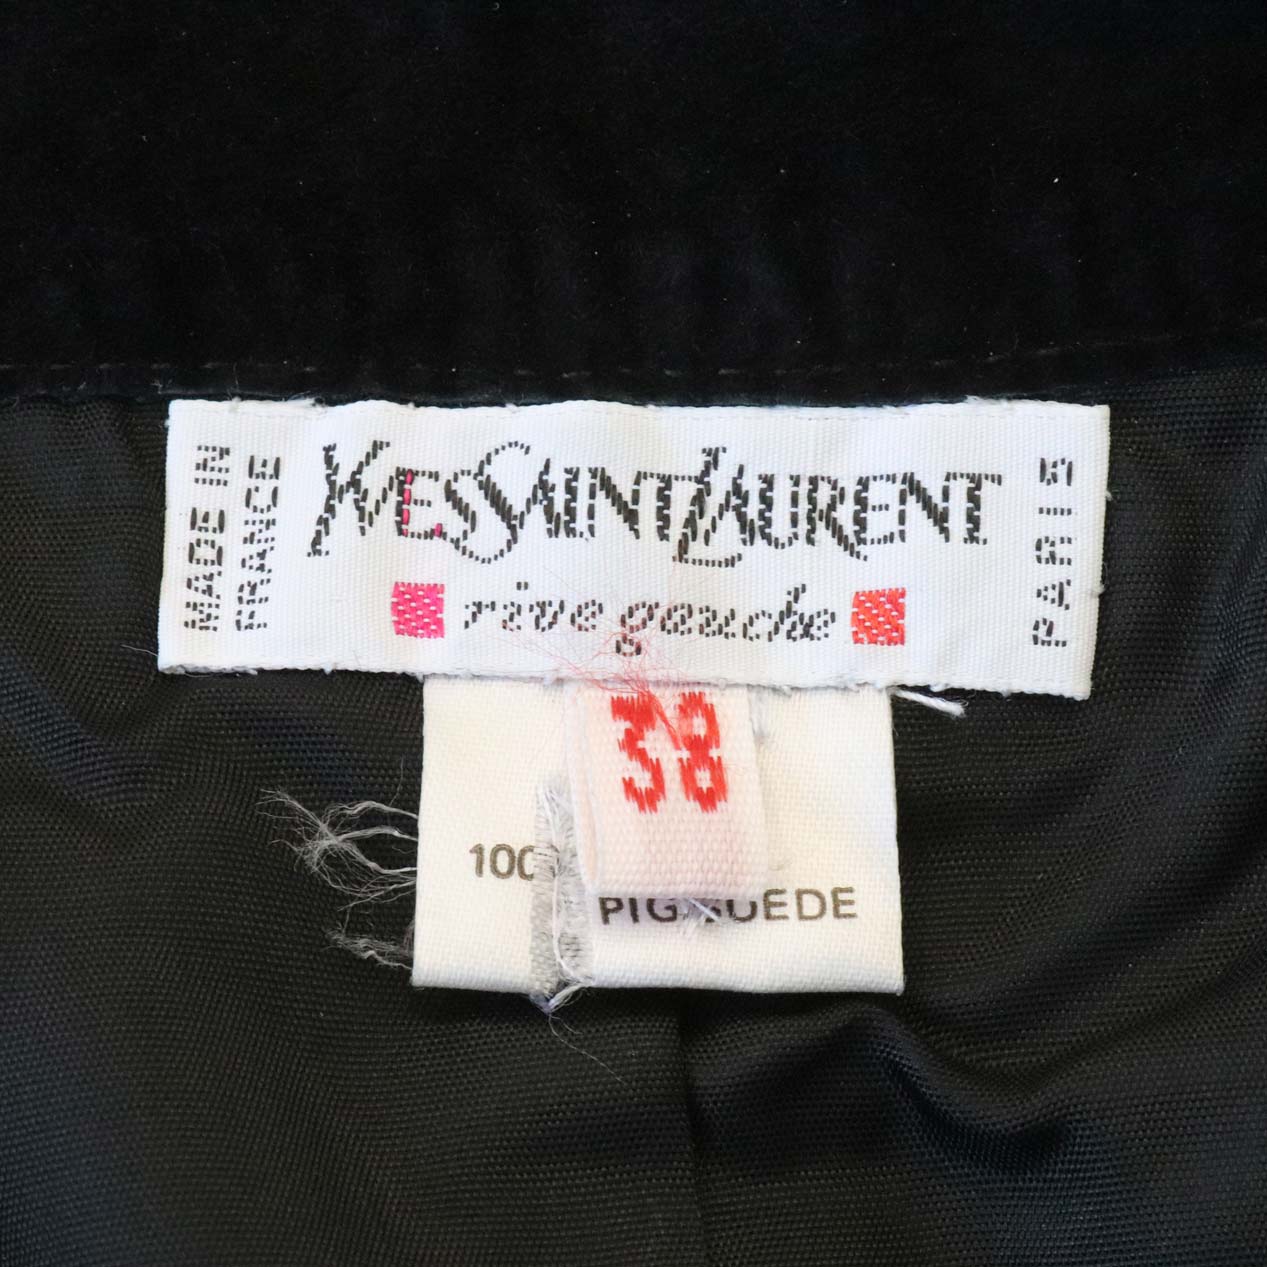 MADE IN
FRANCE
YVESSAINTLAURENT
rive gauche
PARIS
38
100
PIG SUEDE